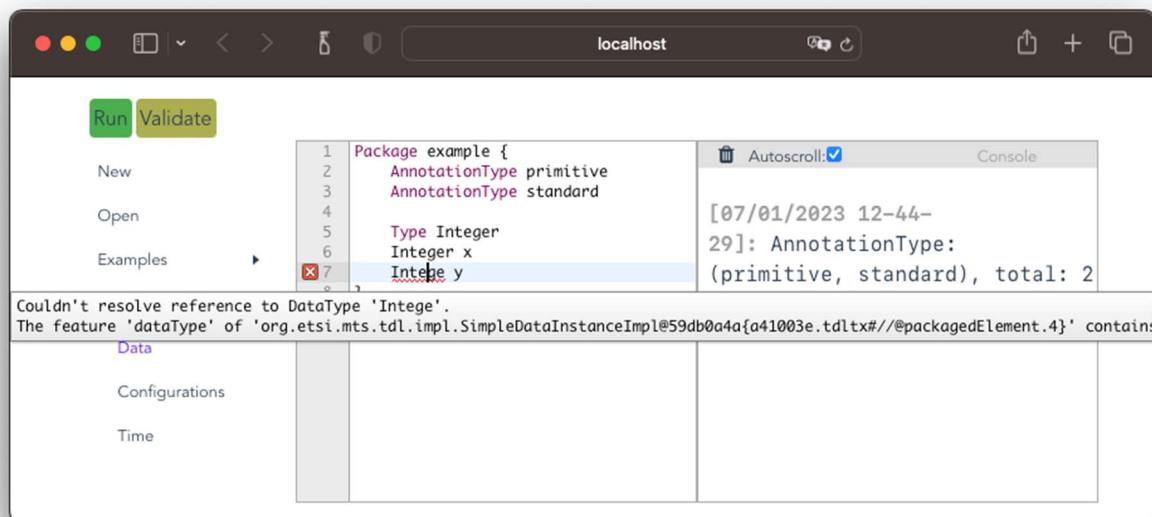 localhost
Run Validate
New
Open
Examples
Data
Configurations
Time
1 Package example {
2 AnnotationType primitive
3 AnnotationType standard
4
5 Type Integer
6 Integer x
7 Intege y
8 }
Couldn't resolve reference to DataType 'Intege'.
The feature 'dataType' of 'org.etsi.mts.tdl.impl.SimpleDataInstanceImpl@59db0a4a{a41003e.tdltx#//@packagedElement.4}' contains
Autoscroll: Console
[07/01/2023 12-44-
29]: AnnotationType:
(primitive, standard), total: 2